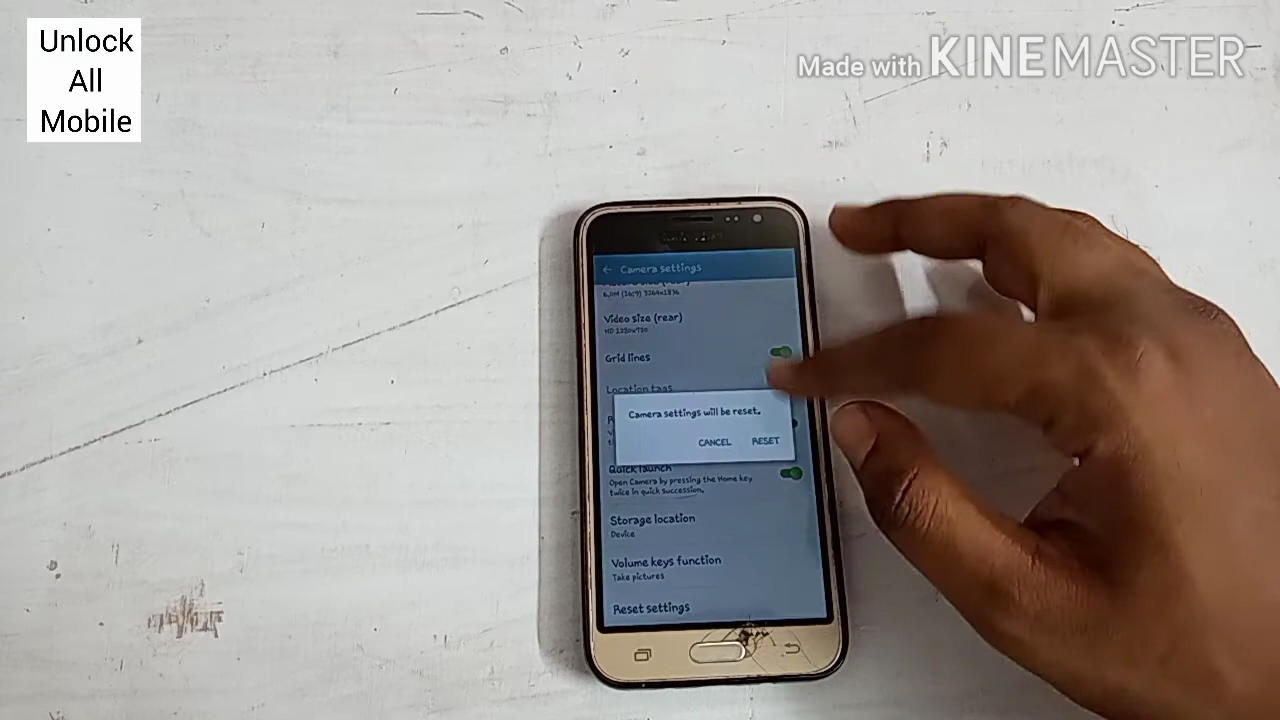 Unlock
All
Mobile
Made with KINEMASTER
Camera settings
Video size (rear)
HD 1280x720
Grid lines
Location tags
Camera settings will be reset.
CANCEL RESET
Quick launch
Open Camera by pressing the Home key
twice in quick succession.
Storage location
Device
Volume keys function
Take pictures
Reset settings